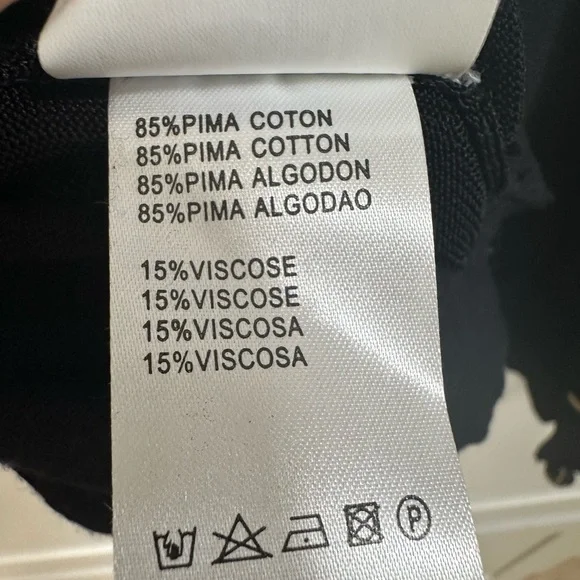 85%PIMA COTON
85%PIMA COTTON
85%PIMA ALGODON
85%PIMA ALGODAO
15%VISCOSE
15%VISCOSE
15%VISCOSA
15%VISCOSA
P